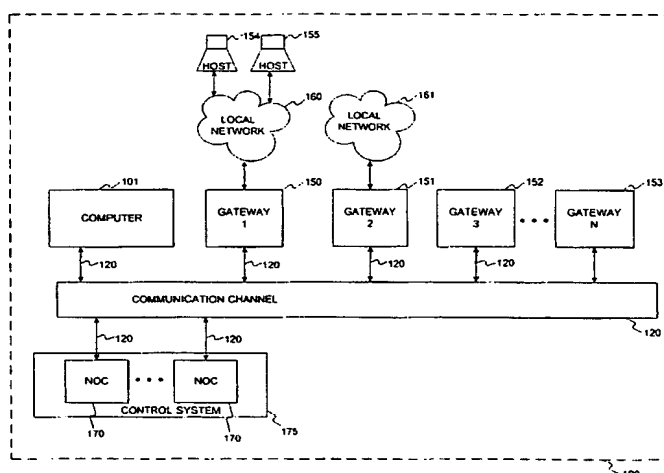 154
155
HOST
HOST
160
161
LOCAL
NETWORK
LOCAL
NETWORK
101
150
151
152
153
COMPUTER
GATEWAY
1
GATEWAY
2
GATEWAY
3
GATEWAY
N
120
120
120
120
COMMUNICATION CHANNEL
120
120
120
NOC
NOC
CONTROL SYSTEM
170
170
175